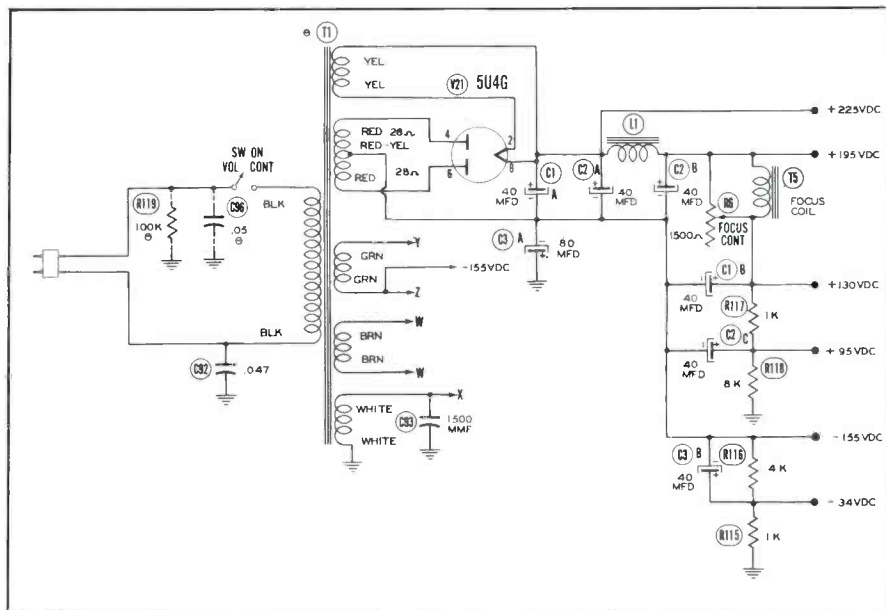 ⊖ T1
YEL
YEL
V21 5U4G
RED 28Ω
RED-YEL
RED
28Ω
4
6
2
8
SW ON
VOL CONT
R119
100K
⊖
C96
.05
⊖
BLK
BLK
C92
.047
C1 A
40
MFD
C2 A
40
MFD
L1
C2 B
40
MFD
C3 A
80
MFD
R6
FOCUS
CONT
1500Ω
T5
FOCUS
COIL
+225VDC
+195VDC
C1 B
40
MFD
R117
1K
+130VDC
C2 C
40
MFD
+95VDC
R118
8K
GRN
GRN
Y
Z
-155VDC
BRN
BRN
W
W
WHITE
WHITE
X
C93
1500
MMF
C3 B
40
MFD
R116
4K
-155VDC
-34VDC
R115
1K